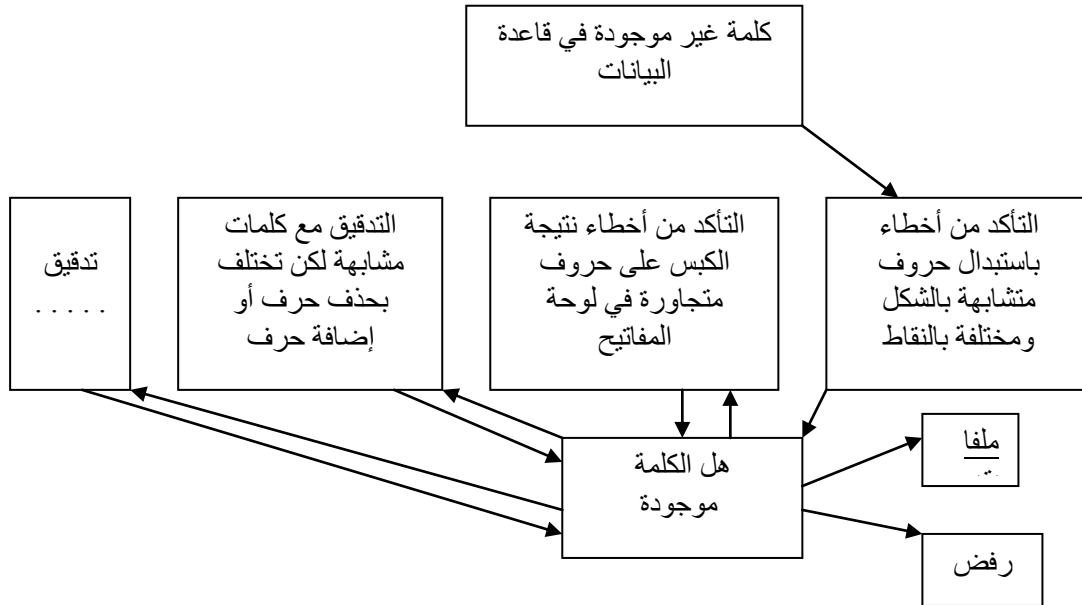 كلمة غير موجودة في قاعدة
البيانات
التأكد من أخطاء
باستبدال حروف
متشابهة بالشكل
ومختلفة بالنقاط
التأكد من أخطاء نتيجة
الكبس على حروف
متجاورة في لوحة
المفاتيح
التدقيق مع كلمات
مشابهة لكن تختلف
بحذف حرف أو
إضافة حرف
تدقيق
. . . . .
هل الكلمة
موجودة
ملفا
رفض